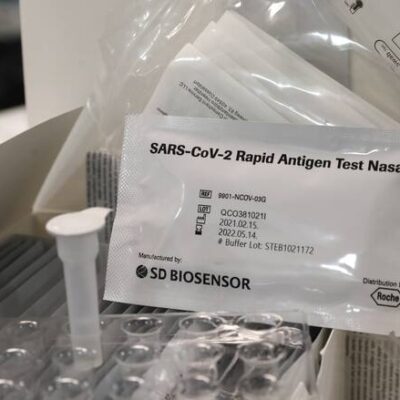 SARS-CoV-2 Rapid Antigen Test Nasa
REF 9901-NCOV-03G
LOT QCO381021I
2021.02.15.
2022.05.14.
# Buffer Lot: STEB1021172
Manufactured by:
SD BIOSENSOR
Distribution
Roche